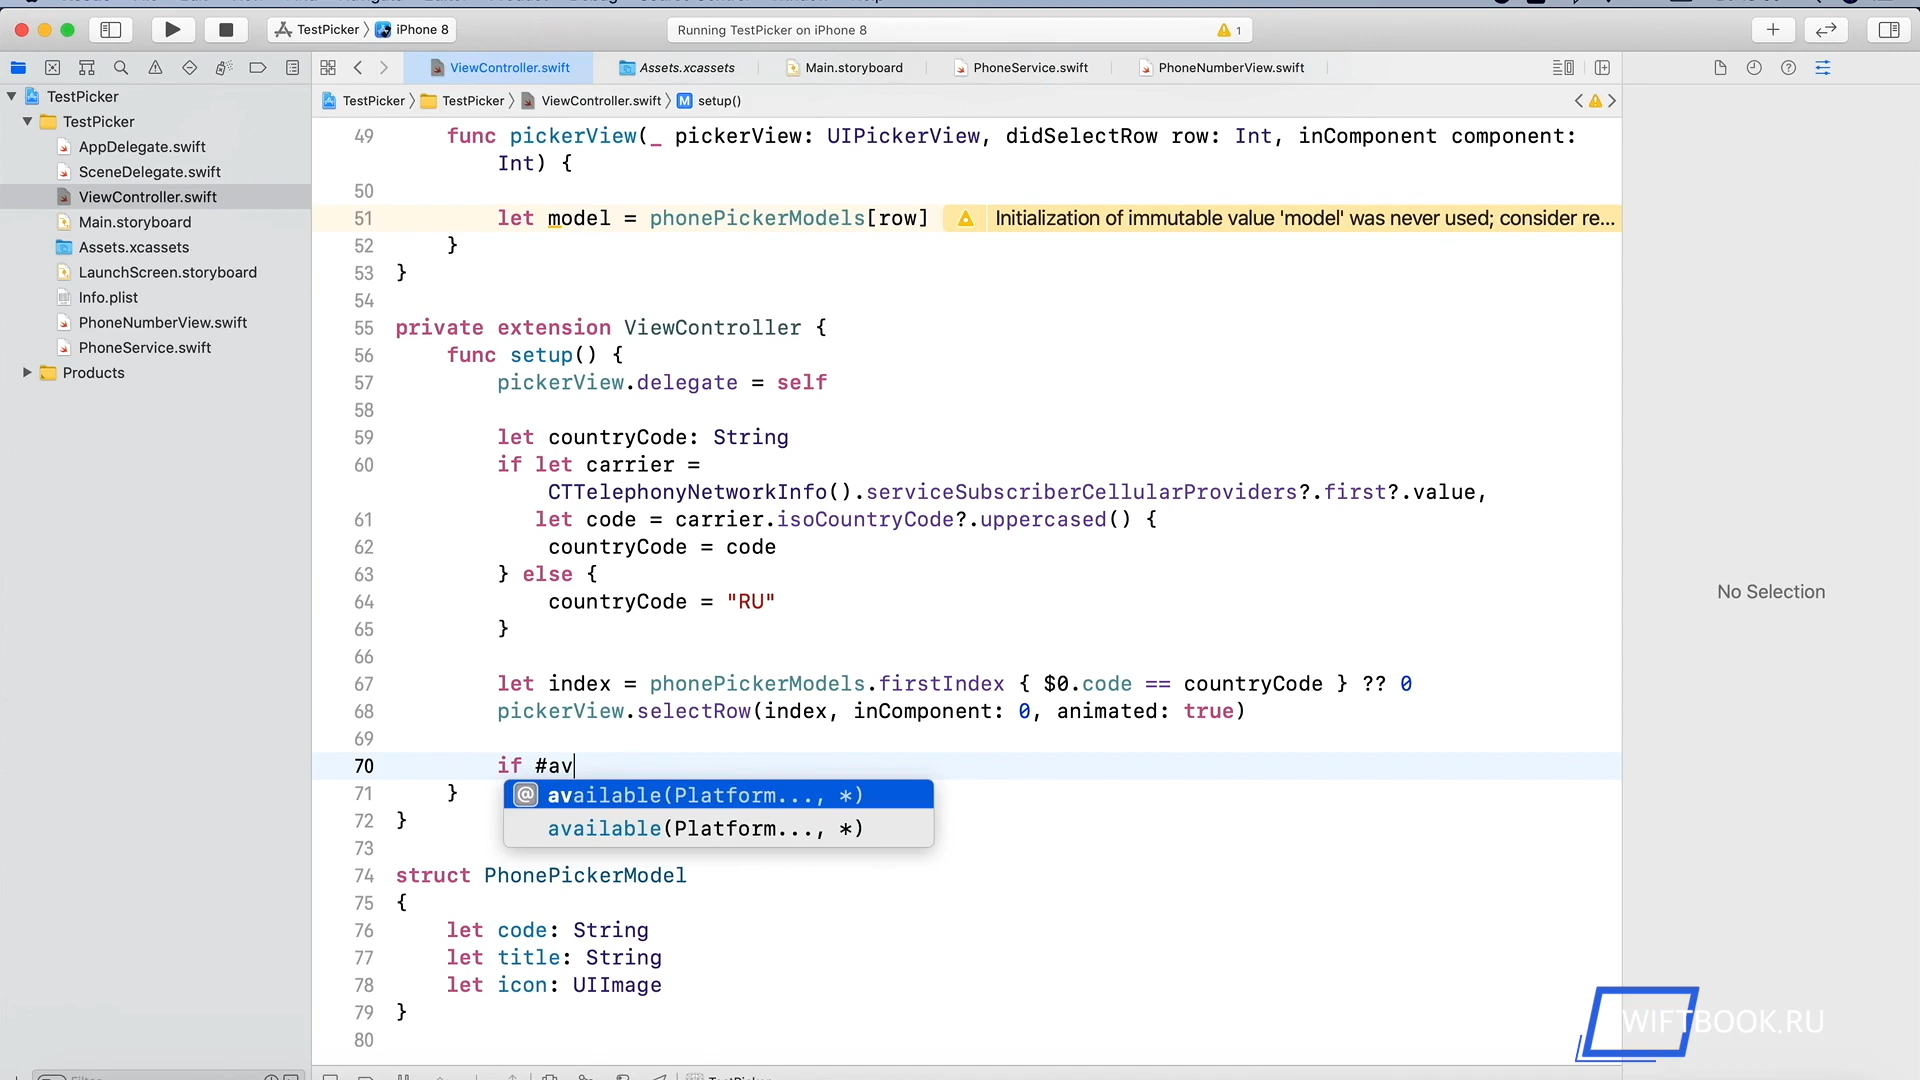 TestPicker
iPhone 8
Running TestPicker on iPhone 8
1
ViewController.swift
Assets.xcassets
Main.storyboard
PhoneService.swift
PhoneNumberView.swift
TestPicker
TestPicker
ViewController.swift
M
setup()
TestPicker
TestPicker
AppDelegate.swift
SceneDelegate.swift
ViewController.swift
Main.storyboard
Assets.xcassets
LaunchScreen.storyboard
Info.plist
PhoneNumberView.swift
PhoneService.swift
Products
49 func pickerView(_ pickerView: UIPickerView, didSelectRow row: Int, inComponent component:
Int) {
50
51 let model = phonePickerModels[row] Initialization of immutable value 'model' was never used; consider re...
52 }
53 }
54
55 private extension ViewController {
56 func setup() {
57 pickerView.delegate = self
58
59 let countryCode: String
60 if let carrier =
CTTelephonyNetworkInfo().serviceSubscriberCellularProviders?.first?.value,
61 let code = carrier.isoCountryCode?.uppercased() {
62 countryCode = code
63 } else {
64 countryCode = "RU"
65 }
66
67 let index = phonePickerModels.firstIndex { $0.code == countryCode } ?? 0
68 pickerView.selectRow(index, inComponent: 0, animated: true)
69
70 if #av
@ available(Platform..., *)
available(Platform..., *)
71 }
72 }
73
74 struct PhonePickerModel
75 {
76 let code: String
77 let title: String
78 let icon: UIImage
79 }
80
No Selection
WIFTBOOK.RU